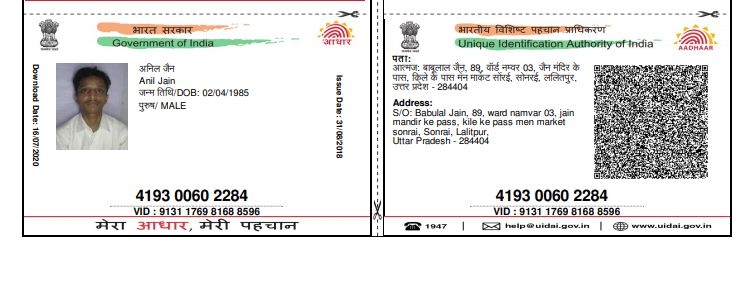 भारत सरकार
Government of India
आधार
Download Date: 16/07/2020
अनिल जैन
Anil Jain
जन्म तिथि/DOB: 02/04/1985
पुरुष/ MALE
Issue Date: 31/08/2018
4193 0060 2284
VID : 9131 1769 8168 8596
मेरा आधार, मेरी पहचान
भारतीय विशिष्ट पहचान प्राधिकरण
Unique Identification Authority of India
AADHAAR
पता:
आत्मज: बाबूलाल जैन, 89, वॉर्ड नम्वर 03, जैन मंदिर के
पास, क़िले के पास मेन मार्केट सोंरई, सोनरई, ललितपुर,
उत्तर प्रदेश - 284404
Address:
S/O: Babulal Jain, 89, ward namvar 03, jain
mandir ke pass, kile ke pass men market
sonrai, Sonrai, Lalitpur,
Uttar Pradesh - 284404
4193 0060 2284
VID : 9131 1769 8168 8596
1947 | help@uidai.gov.in | www.uidai.gov.in